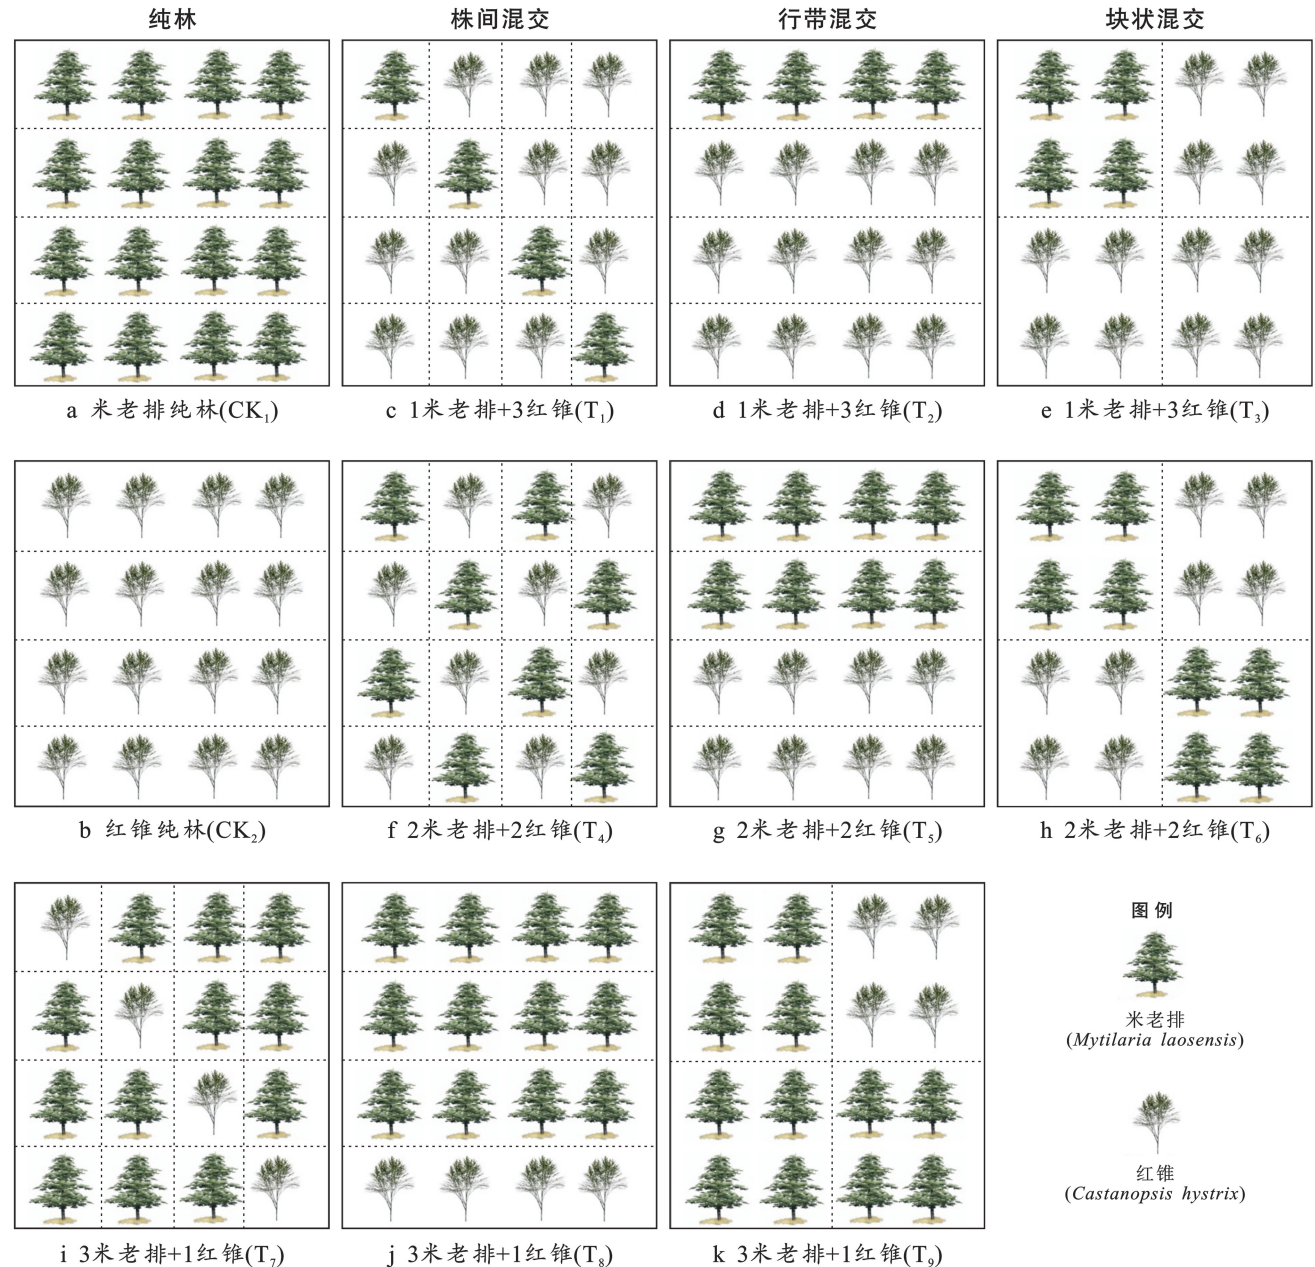 纯林 株间混交 行带混交 块状混交
a 米老排纯林(CK₁) c 1米老排+3红锥(T₁) d 1米老排+3红锥(T₂) e 1米老排+3红锥(T₃)
b 红锥纯林(CK₂) f 2米老排+2红锥(T₄) g 2米老排+2红锥(T₅) h 2米老排+2红锥(T₆)
图例
米老排
(Mytilaria laosensis)
红锥
(Castanopsis hystrix)
i 3米老排+1红锥(T₇) j 3米老排+1红锥(T₈) k 3米老排+1红锥(T₉)